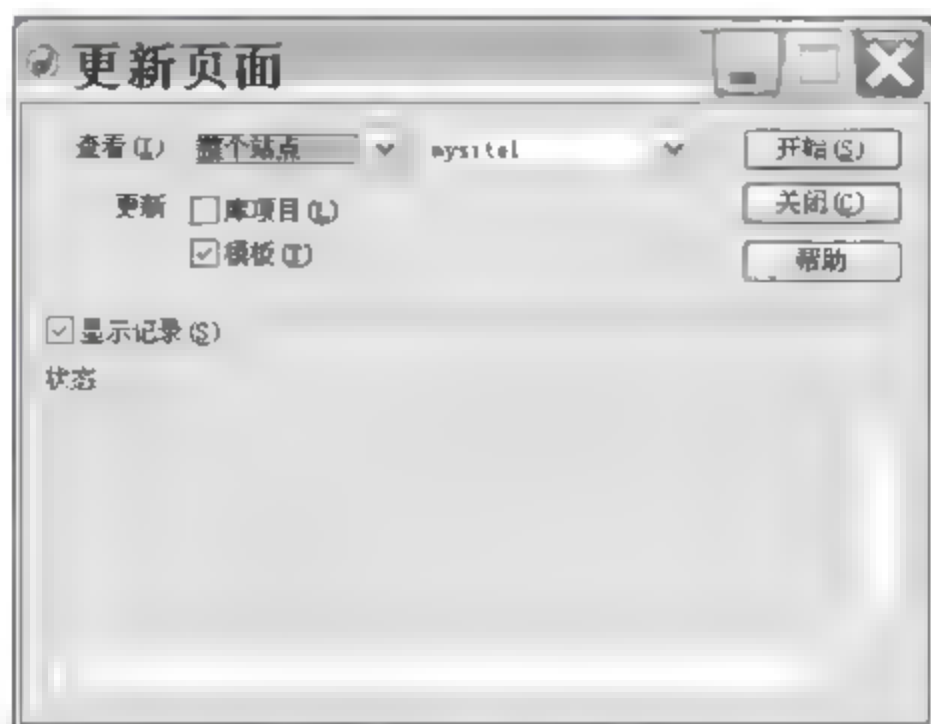 更新页面
查看(I) 整个站点 mysite1 开始(S)
更新 库项目(L) 关闭(C)
模板(T) 帮助
显示记录(S)
状态